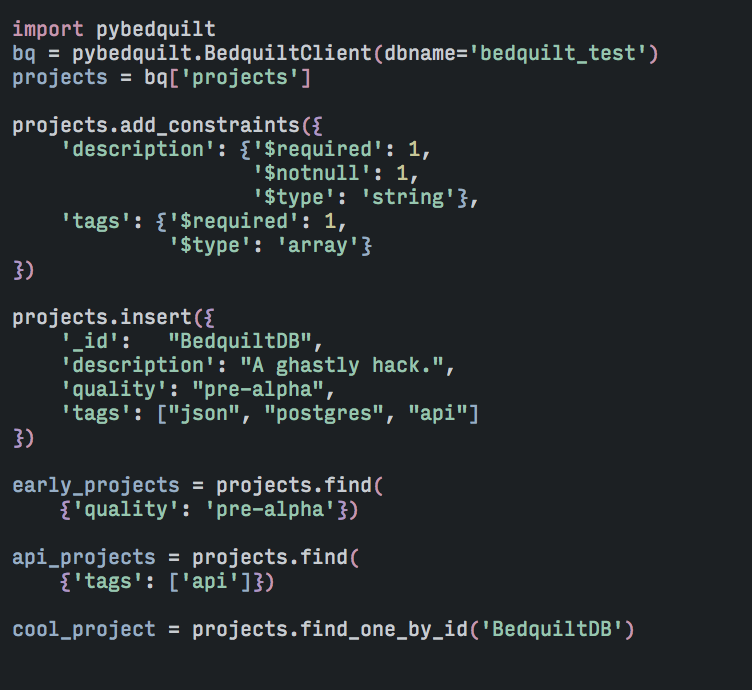 import pybedquilt
bq = pybedquilt.BedquiltClient(dbname='bedquilt_test')
projects = bq['projects']

projects.add_constraints({
    'description': {'$required': 1,
                    '$notnull': 1,
                    '$type': 'string'},
    'tags': {'$required': 1,
             '$type': 'array'}
})

projects.insert({
    '_id':   "BedquiltDB",
    'description': "A ghastly hack.",
    'quality': "pre-alpha",
    'tags': ["json", "postgres", "api"]
})

early_projects = projects.find(
    {'quality': 'pre-alpha'})

api_projects = projects.find(
    {'tags': ['api']})

cool_project = projects.find_one_by_id('BedquiltDB')